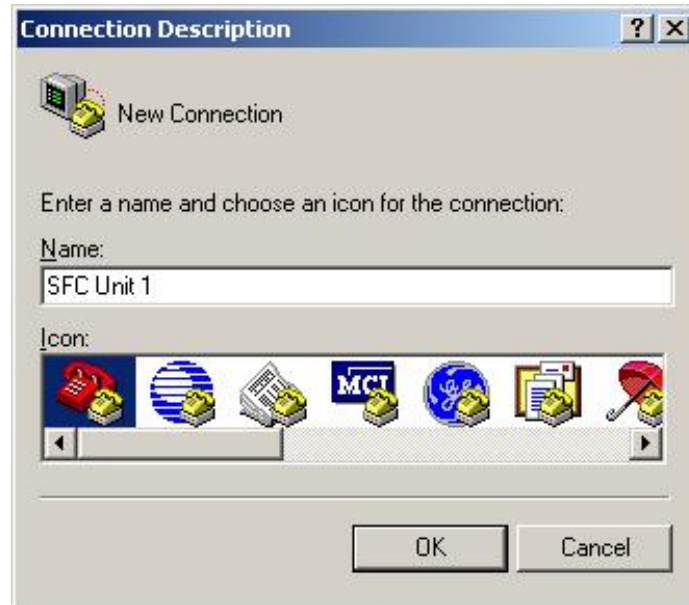 Connection Description
New Connection
Enter a name and choose an icon for the connection:
Name:
SFC Unit 1
Icon:
MCI
OK Cancel